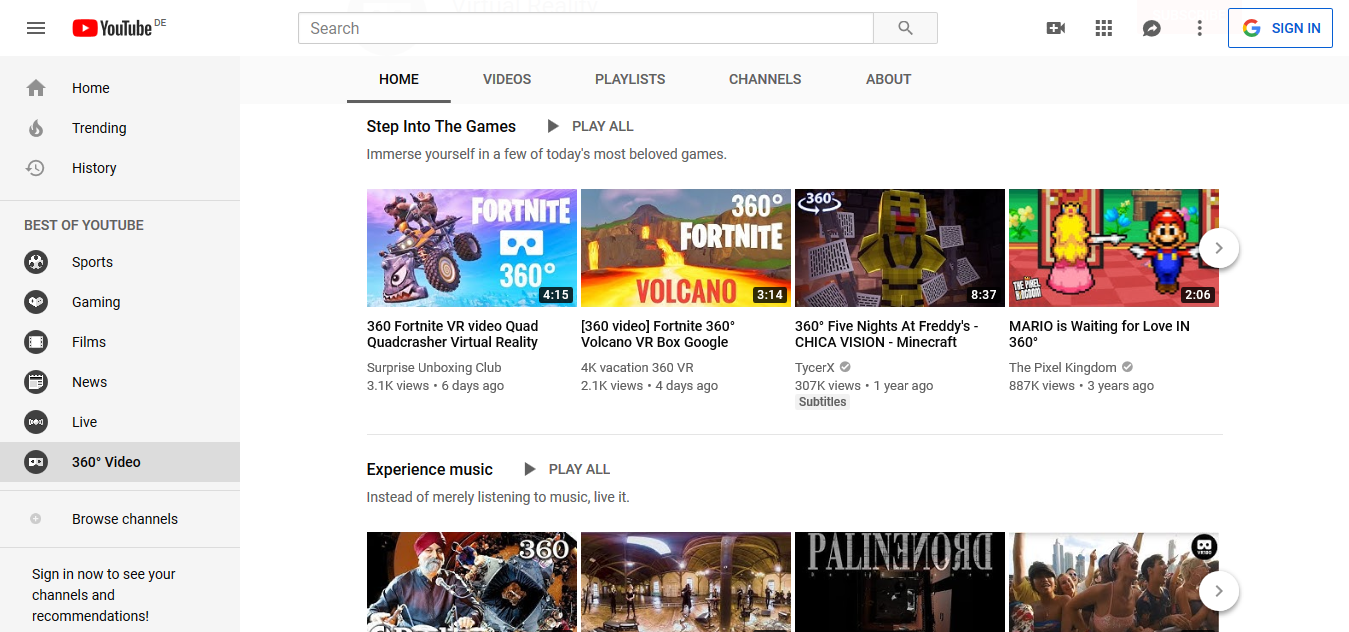 YouTube DE
Search
SIGN IN
HOME
VIDEOS
PLAYLISTS
CHANNELS
ABOUT
Home
Trending
History
BEST OF YOUTUBE
Sports
Gaming
Films
News
Live
360° Video
Browse channels
Sign in now to see your
channels and
recommendations!
Step Into The Games
PLAY ALL
Immerse yourself in a few of today's most beloved games.
FORTNITE
360°
4:15
360°
FORTNITE
VOLCANO
3:14
360°
8:37
THE PIXEL
KINGDOM
2:06
360 Fortnite VR video Quad
Quadcrasher Virtual Reality
Surprise Unboxing Club
3.1K views • 6 days ago
[360 video] Fortnite 360°
Volcano VR Box Google
4K vacation 360 VR
2.1K views • 4 days ago
360° Five Nights At Freddy's -
CHICA VISION - Minecraft
TycerX
307K views • 1 year ago
Subtitles
MARIO is Waiting for Love IN
360°
The Pixel Kingdom
887K views • 3 years ago
Experience music
PLAY ALL
Instead of merely listening to music, live it.
360